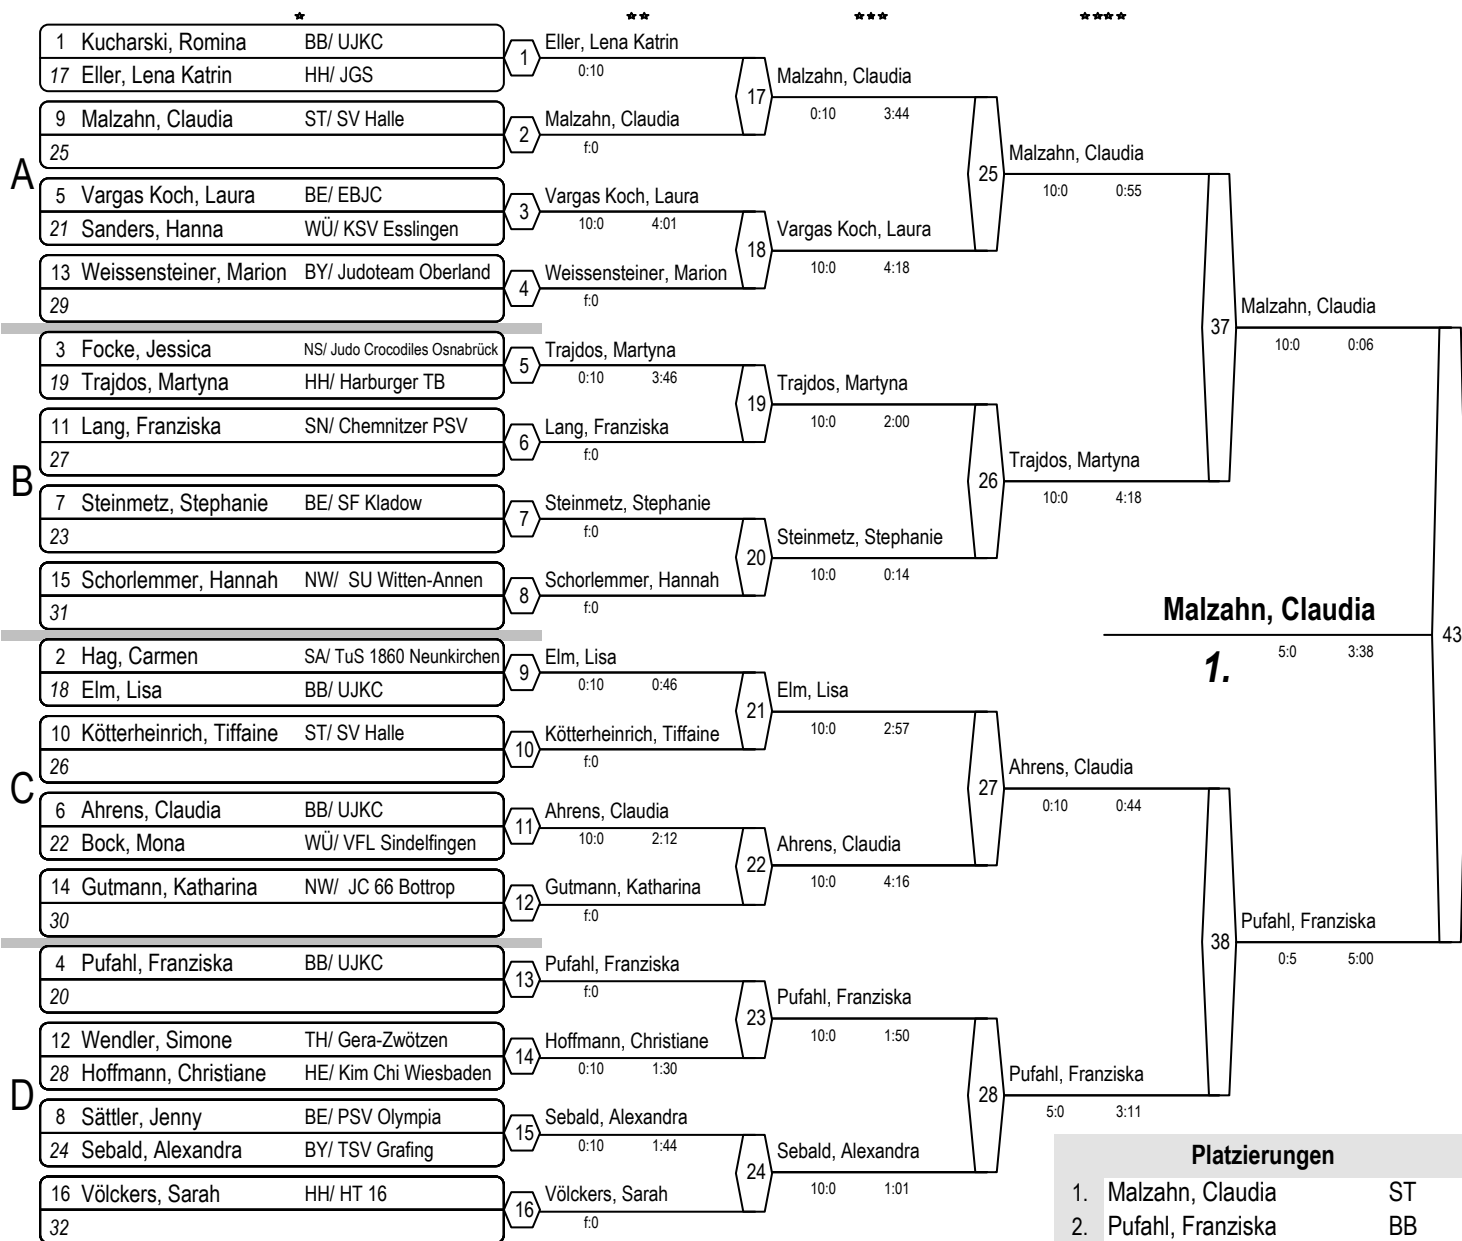 1 Kucharski, Romina BB/ UJKC
17 Eller, Lena Katrin HH/ JGS
9 Malzahn, Claudia ST/ SV Halle
25
A
5 Vargas Koch, Laura BE/ EBJC
21 Sanders, Hanna WÜ/ KSV Esslingen
13 Weissensteiner, Marion BY/ Judoteam Oberland
29
3 Focke, Jessica NS/ Judo Crocodiles Osnabrück
19 Trajdos, Martyna HH/ Harburger TB
11 Lang, Franziska SN/ Chemnitzer PSV
27
B
7 Steinmetz, Stephanie BE/ SF Kladow
23
15 Schorlemmer, Hannah NW/ SU Witten-Annen
31
2 Hag, Carmen SA/ TuS 1860 Neunkirchen
18 Elm, Lisa BB/ UJKC
10 Kötterheinrich, Tiffaine ST/ SV Halle
26
C
6 Ahrens, Claudia BB/ UJKC
22 Bock, Mona WÜ/ VFL Sindelfingen
14 Gutmann, Katharina NW/ JC 66 Bottrop
30
4 Pufahl, Franziska BB/ UJKC
20
12 Wendler, Simone TH/ Gera-Zwötzen
28 Hoffmann, Christiane HE/ Kim Chi Wiesbaden
D
8 Sättler, Jenny BE/ PSV Olympia
24 Sebald, Alexandra BY/ TSV Grafing
16 Völckers, Sarah HH/ HT 16
32
1 Eller, Lena Katrin
0:10
2 Malzahn, Claudia
f:0
3 Vargas Koch, Laura
10:0 4:01
4 Weissensteiner, Marion
f:0
5 Trajdos, Martyna
0:10 3:46
6 Lang, Franziska
f:0
7 Steinmetz, Stephanie
f:0
8 Schorlemmer, Hannah
f:0
9 Elm, Lisa
0:10 0:46
10 Kötterheinrich, Tiffaine
f:0
11 Ahrens, Claudia
10:0 2:12
12 Gutmann, Katharina
f:0
13 Pufahl, Franziska
f:0
14 Hoffmann, Christiane
0:10 1:30
15 Sebald, Alexandra
0:10 1:44
16 Völckers, Sarah
f:0
17 Malzahn, Claudia
0:10 3:44
18 Vargas Koch, Laura
10:0 4:18
19 Trajdos, Martyna
10:0 2:00
20 Steinmetz, Stephanie
10:0 0:14
21 Elm, Lisa
10:0 2:57
22 Ahrens, Claudia
10:0 4:16
23 Pufahl, Franziska
10:0 1:50
24 Sebald, Alexandra
10:0 1:01
25 Malzahn, Claudia
10:0 0:55
26 Trajdos, Martyna
10:0 4:18
27 Ahrens, Claudia
0:10 0:44
28 Pufahl, Franziska
5:0 3:11
37 Malzahn, Claudia
10:0 0:06
38 Pufahl, Franziska
0:5 5:00
Malzahn, Claudia
43
1. 5:0 3:38
Platzierungen
1. Malzahn, Claudia ST
2. Pufahl, Franziska BB